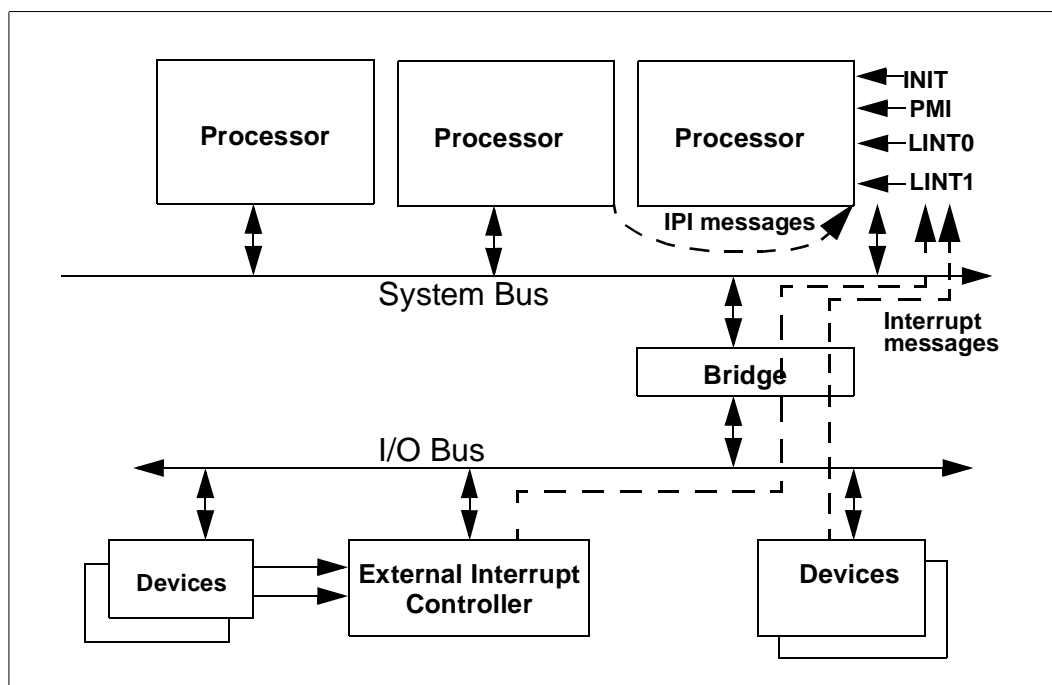 INIT
PMI
Processor
Processor
Processor
LINT0
LINT1
IPI messages
System Bus
Interrupt
messages
Bridge
I/O Bus
Devices
External Interrupt
Controller
Devices